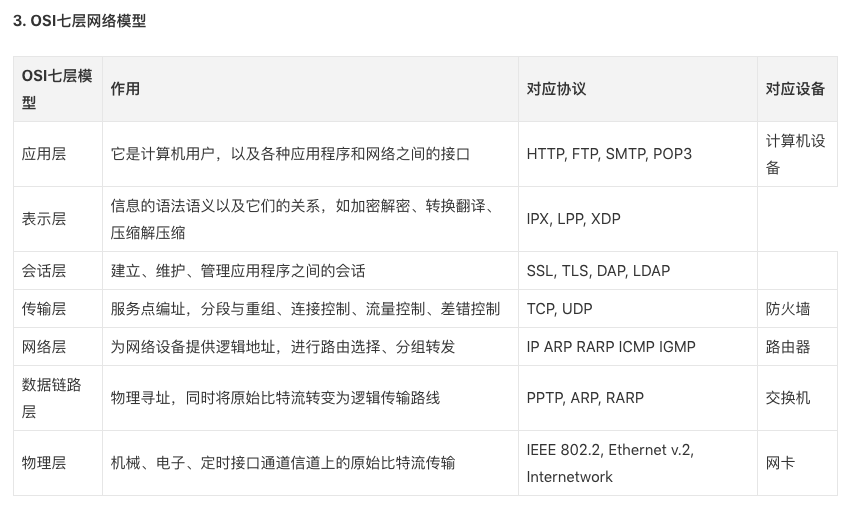 3. OSI七层网络模型
OSI七层模型 作用 对应协议 对应设备
应用层 它是计算机用户，以及各种应用程序和网络之间的接口 HTTP, FTP, SMTP, POP3 计算机设备
表示层 信息的语法语义以及它们的关系，如加密解密、转换翻译、压缩解压缩 IPX, LPP, XDP
会话层 建立、维护、管理应用程序之间的会话 SSL, TLS, DAP, LDAP
传输层 服务点编址，分段与重组、连接控制、流量控制、差错控制 TCP, UDP 防火墙
网络层 为网络设备提供逻辑地址，进行路由选择、分组转发 IP ARP RARP ICMP IGMP 路由器
数据链路层 物理寻址，同时将原始比特流转变为逻辑传输路线 PPTP, ARP, RARP 交换机
物理层 机械、电子、定时接口通道信道上的原始比特流传输 IEEE 802.2, Ethernet v.2, Internetwork 网卡